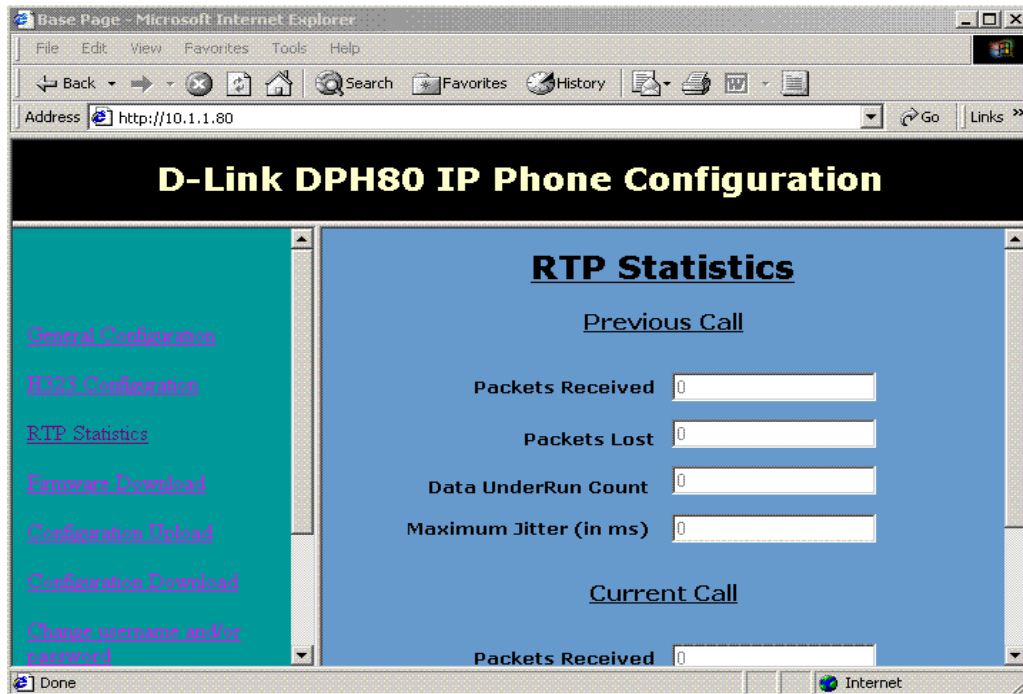 Base Page - Microsoft Internet Explorer
File Edit View Favorites Tools Help
Back Search Favorites History
Address http://10.1.1.80 Go Links »
D-Link DPH80 IP Phone Configuration
General Configuration
H323 Configuration
RTP Statistics
Firmware Download
Configuration Upload
Configuration Download
Change username and/or
password
RTP Statistics
Previous Call
Packets Received 0
Packets Lost 0
Data UnderRun Count 0
Maximum Jitter (in ms) 0
Current Call
Packets Received 0
Done Internet